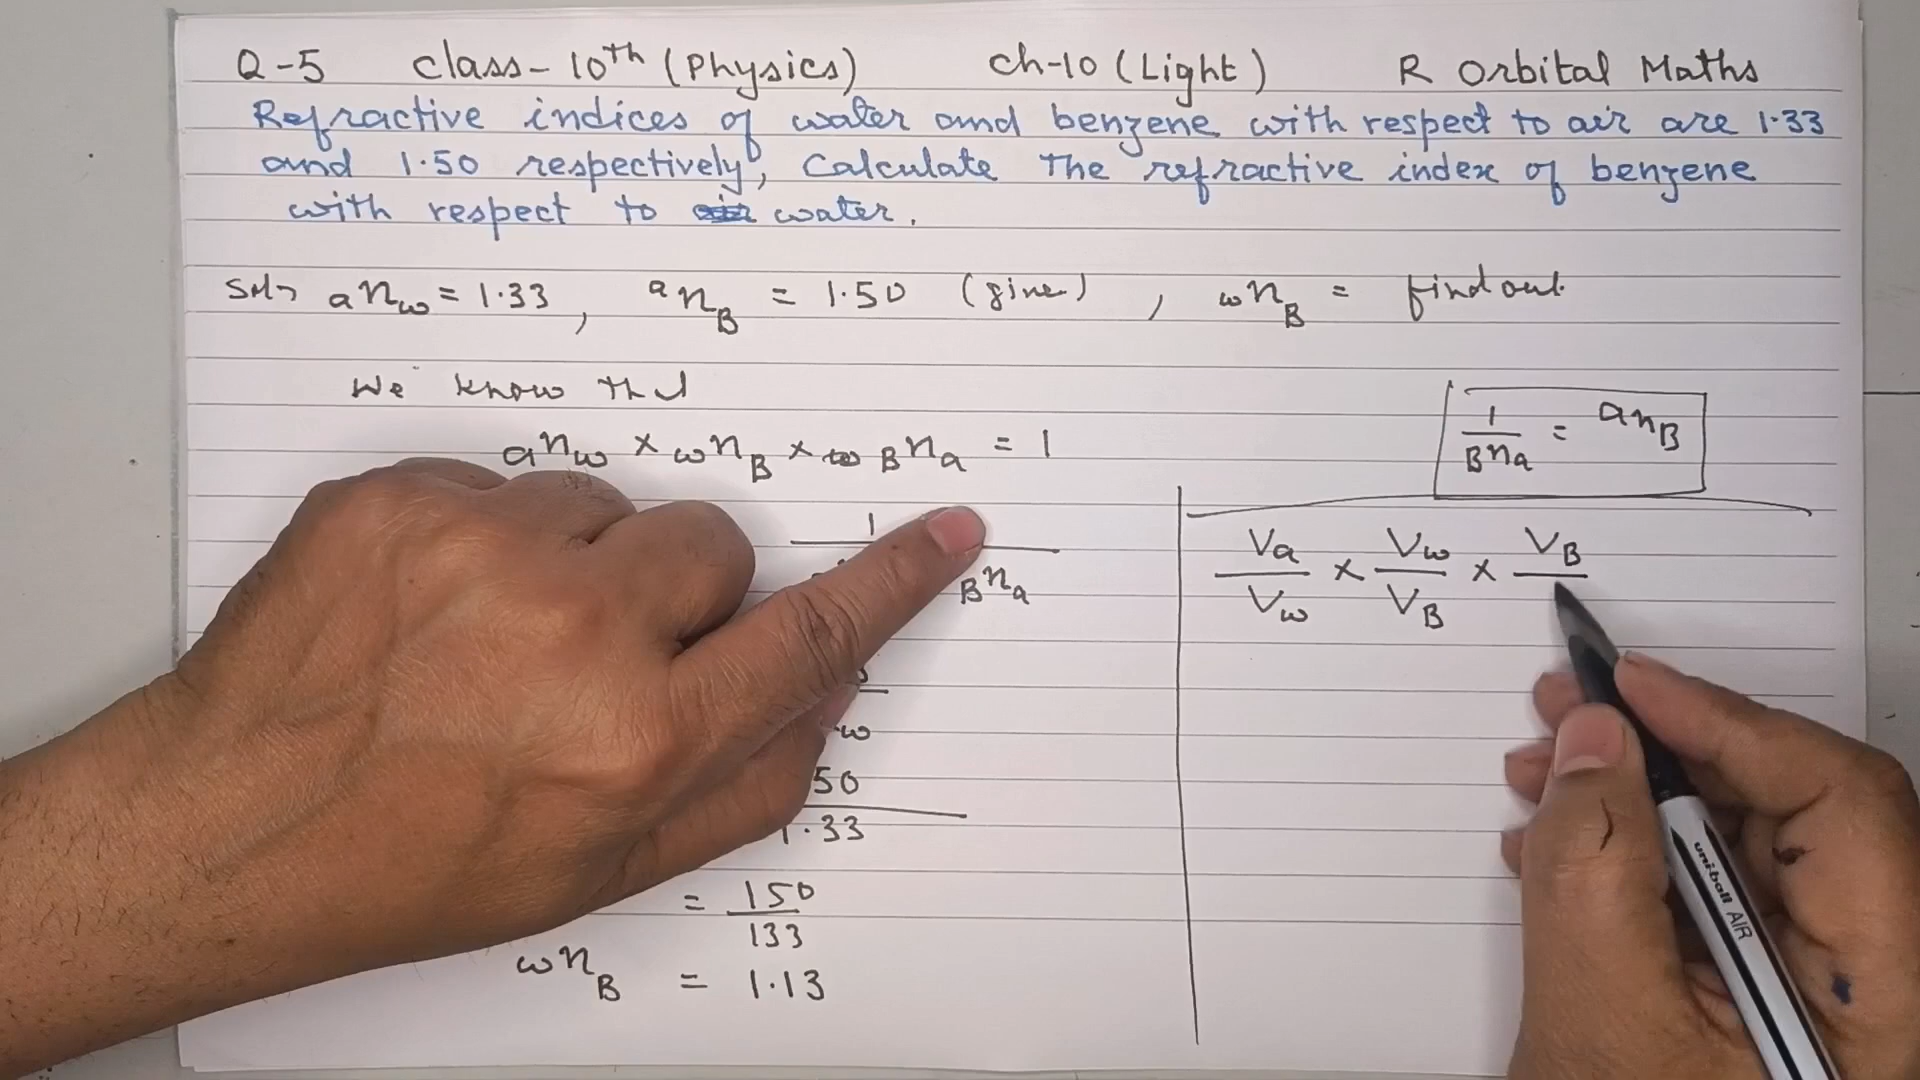 Q-5 Class-10th (Physics) Ch-10 (Light) R Orbital Maths
Refractive indices of water and benzene with respect to air are 1.33
and 1.50 respectively, Calculate The refractive index of benzene
with respect to water.
anw = 1.33, anB = 1.50 (given), wnB = find out
We know that
anw × wnB × Bna = 1
1
Bna
w
50
1.33
= 150
133
wnB = 1.13
1 / Bna = anB
Va / Vw × Vw / VB × VB
uni-ball AIR